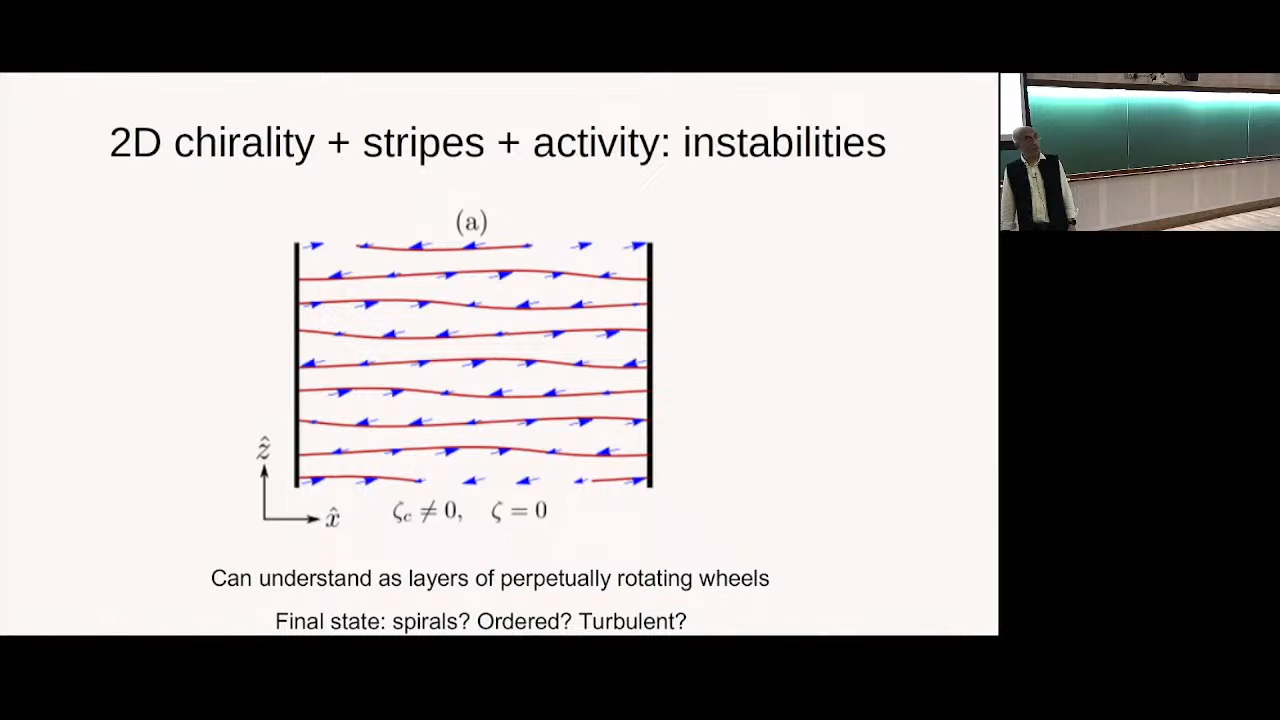 2D chirality + stripes + activity: instabilities
(a)
ẑ
x̂
ζc ≠ 0, ζ = 0
Can understand as layers of perpetually rotating wheels
Final state: spirals? Ordered? Turbulent?